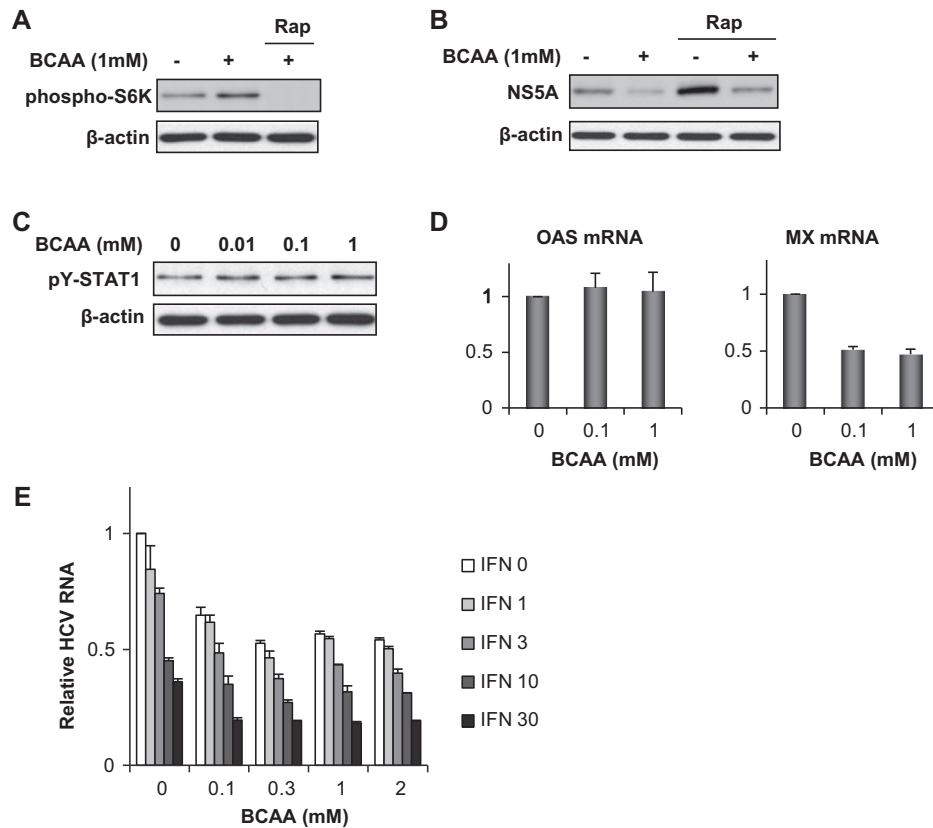 A
Rap
BCAA (1mM) - + +
phospho-S6K
β-actin
B
Rap
BCAA (1mM) - + - +
NS5A
β-actin
C
BCAA (mM) 0 0.01 0.1 1
pY-STAT1
β-actin
D
OAS mRNA
1
0.5
0
0 0.1 1
BCAA (mM)
MX mRNA
1
0.5
0
0 0.1 1
BCAA (mM)
E
Relative HCV RNA
1
0.5
0
0 0.1 0.3 1 2
BCAA (mM)
IFN 0
IFN 1
IFN 3
IFN 10
IFN 30